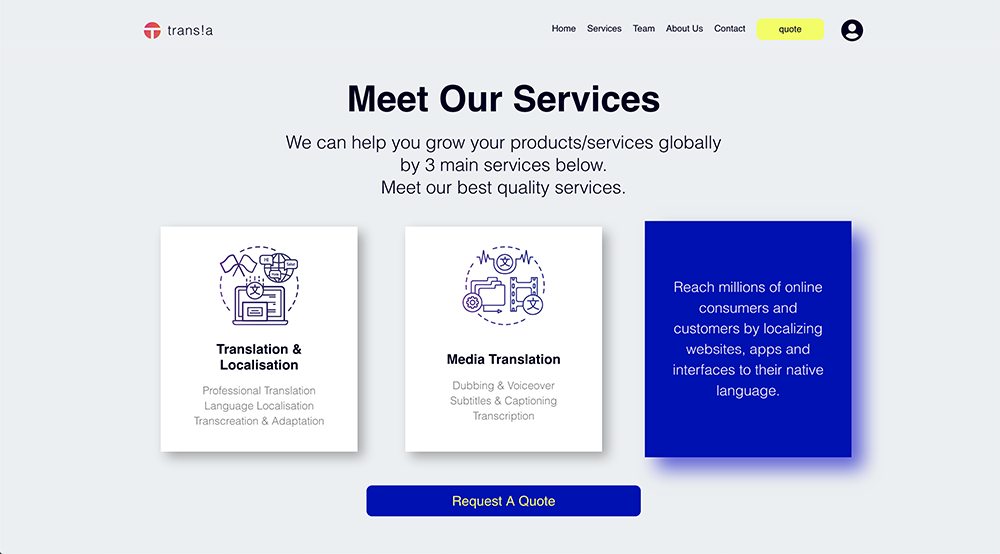 trans!a
Home Services Team About Us Contact quote
Meet Our Services
We can help you grow your products/services globally
by 3 main services below.
Meet our best quality services.
Translation &
Localisation
Professional Translation
Language Localisation
Transcreation & Adaptation
文
文
Media Translation
Dubbing & Voiceover
Subtitles & Captioning
Transcription
文
Reach millions of online
consumers and
customers by localizing
websites, apps and
interfaces to their native
language.
Request A Quote